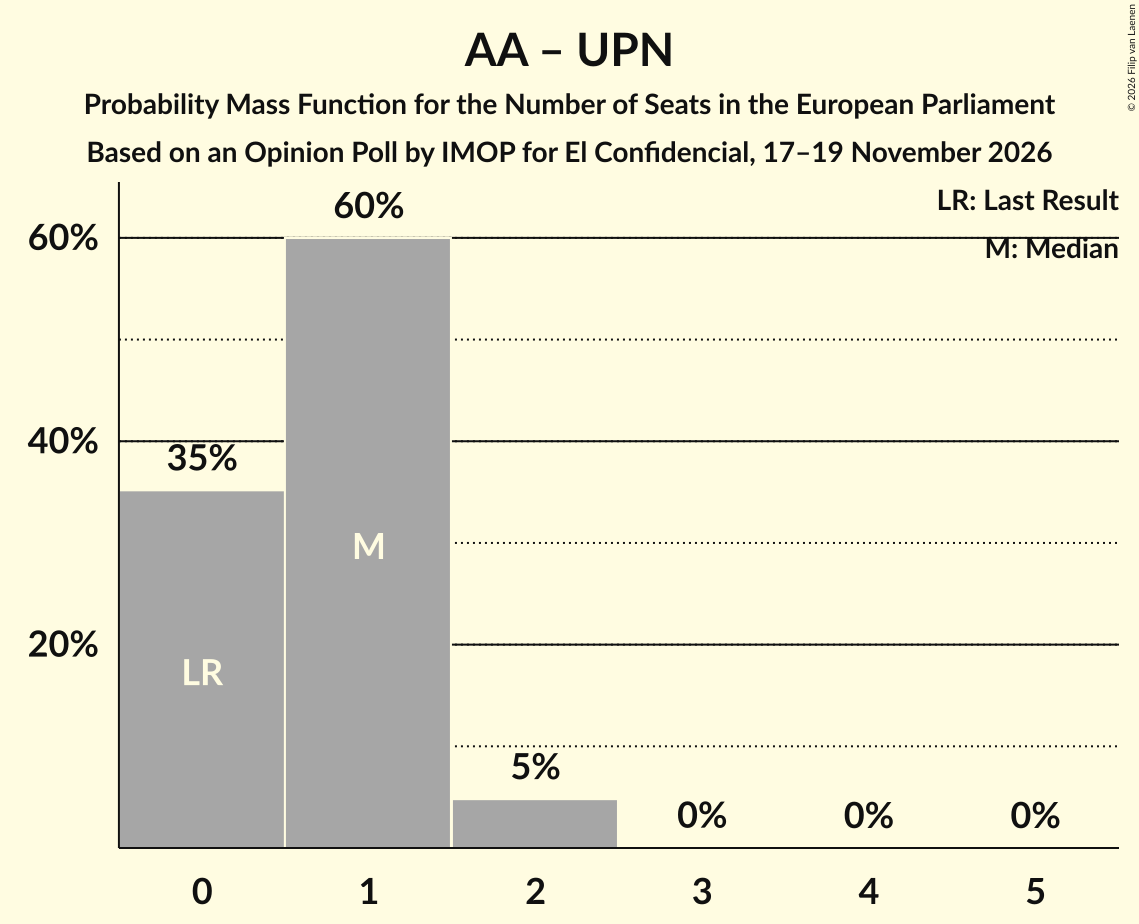 © 2026 Filip van Laenen
AA – UPN
Probability Mass Function for the Number of Seats in the European Parliament
Based on an Opinion Poll by IMOP for El Confidencial, 17–19 November 2026
LR: Last Result
M: Median
60%
40%
20%
35%
60%
5%
0%
0%
0%
LR
M
0
1
2
3
4
5